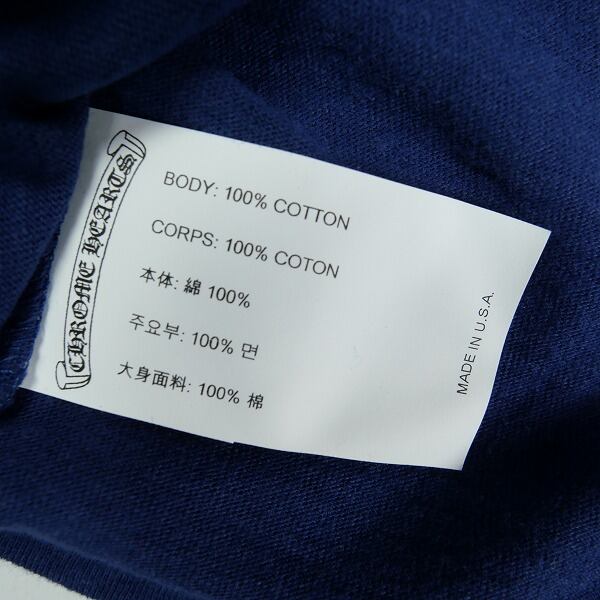 CHROME HEARTS
BODY: 100% COTTON
CORPS: 100% COTON
本体: 綿 100%
주요부: 100% 면
大身面料: 100% 棉
MADE IN U.S.A.